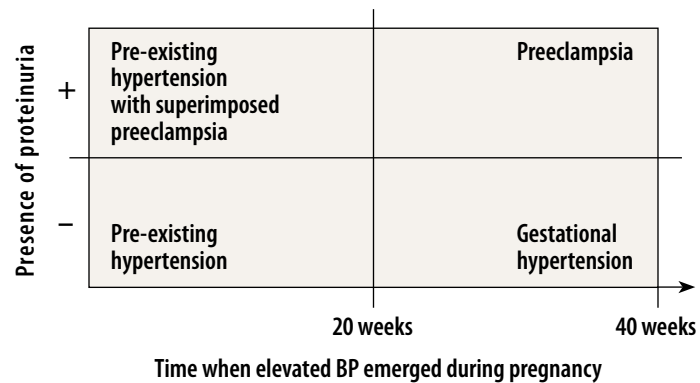 Presence of proteinuria
+
Pre-existing
hypertension
with superimposed
preeclampsia
Preeclampsia
–
Pre-existing
hypertension
Gestational
hypertension
20 weeks
40 weeks
Time when elevated BP emerged during pregnancy